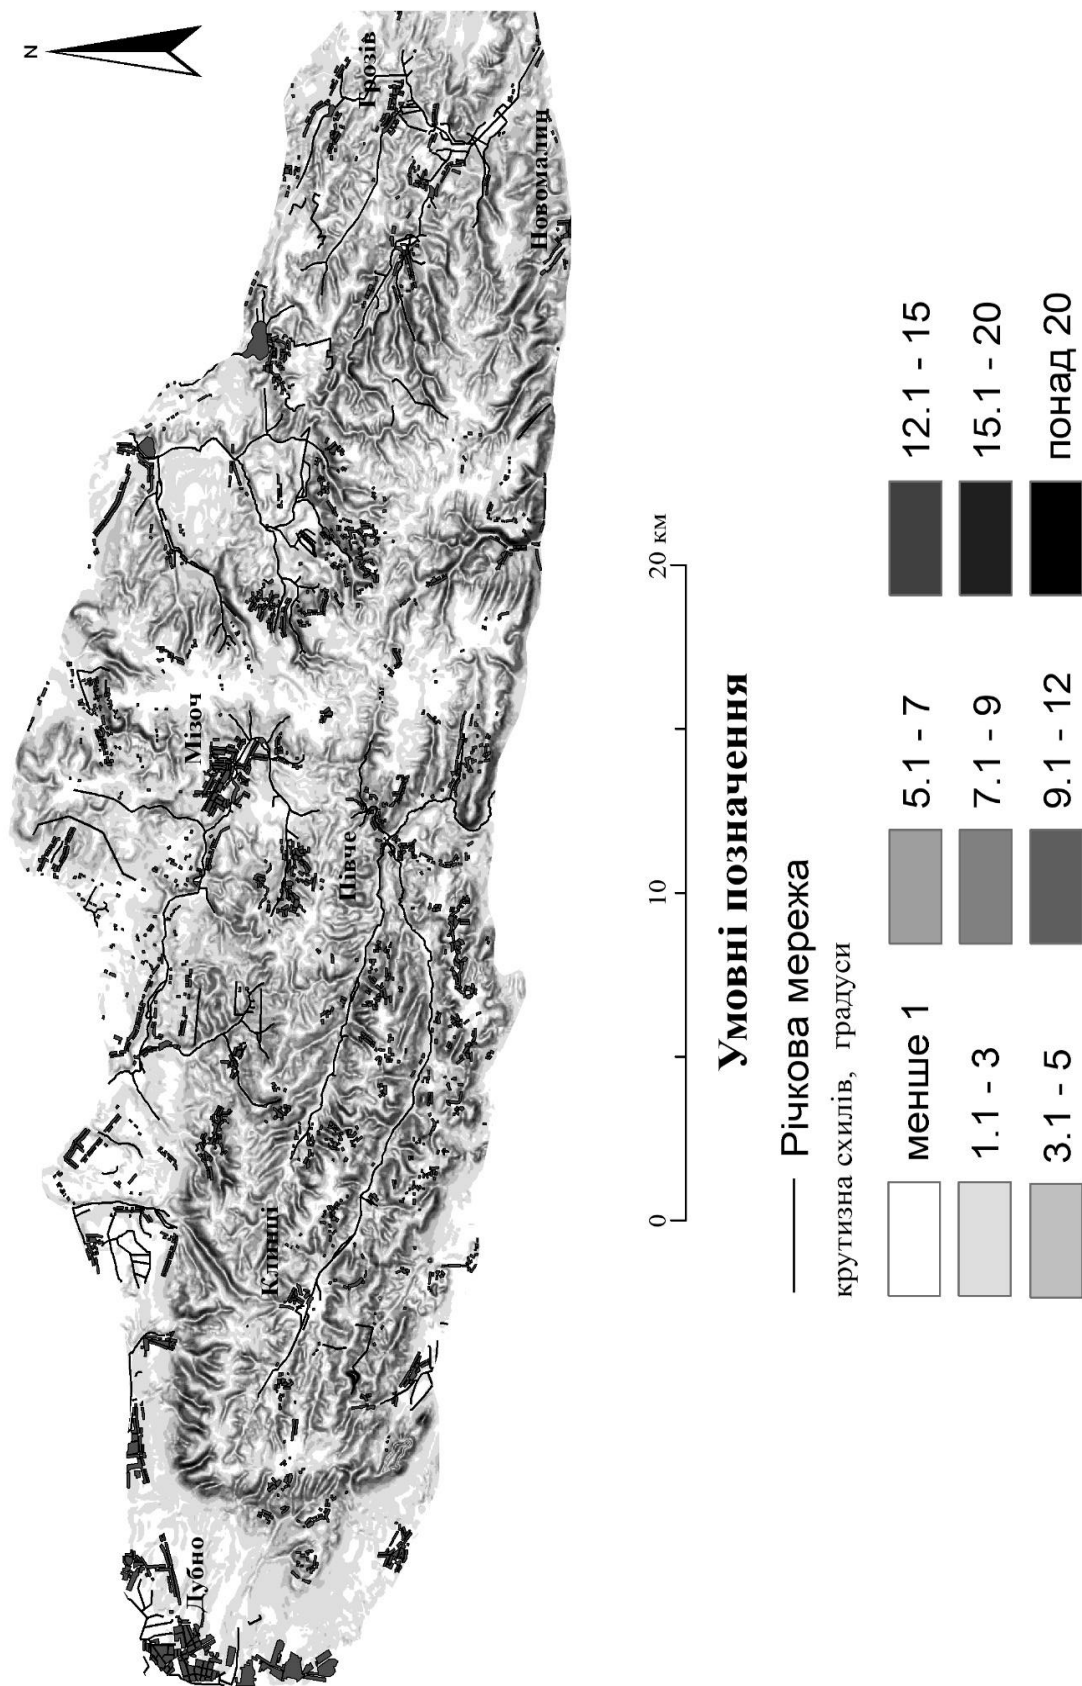 N
Дубно
Клинці
Мізоч
Півче
Грозів
Новомалин
0
10
20 км
Умовні позначення
Річкова мережа
крутизна схилів, градуси
менше 1
5.1 - 7
12.1 - 15
1.1 - 3
7.1 - 9
15.1 - 20
3.1 - 5
9.1 - 12
понад 20